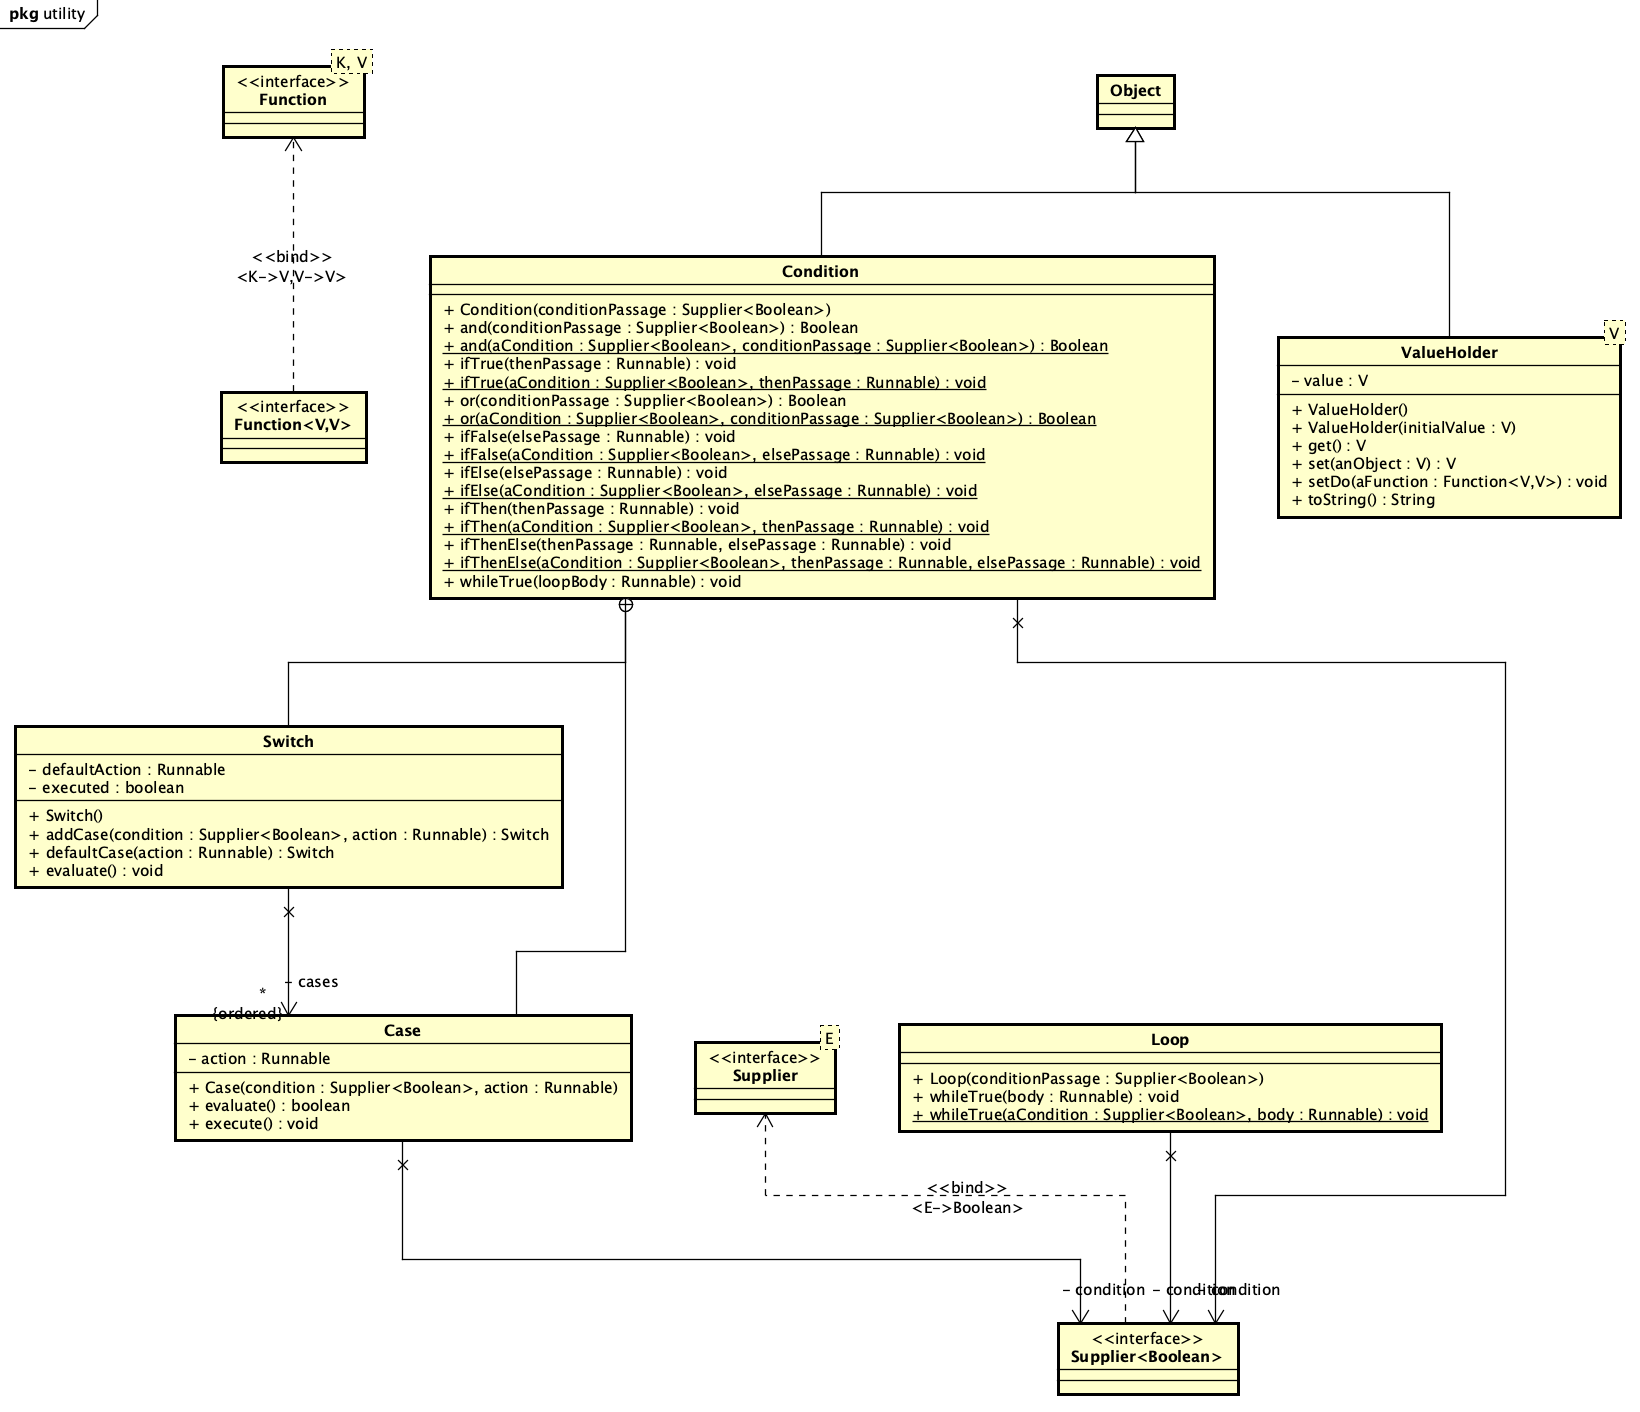 pkg utility
K, V
<<interface>>
Function
Object
<<bind>>
<K->V,V->V>
<<interface>>
Function<V,V>
Condition
+ Condition(conditionPassage : Supplier<Boolean>)
+ and(conditionPassage : Supplier<Boolean>) : Boolean
+ and(aCondition : Supplier<Boolean>, conditionPassage : Supplier<Boolean>) : Boolean
+ ifTrue(thenPassage : Runnable) : void
+ ifTrue(aCondition : Supplier<Boolean>, thenPassage : Runnable) : void
+ or(conditionPassage : Supplier<Boolean>) : Boolean
+ or(aCondition : Supplier<Boolean>, conditionPassage : Supplier<Boolean>) : Boolean
+ ifFalse(elsePassage : Runnable) : void
+ ifFalse(aCondition : Supplier<Boolean>, elsePassage : Runnable) : void
+ ifElse(elsePassage : Runnable) : void
+ ifElse(aCondition : Supplier<Boolean>, elsePassage : Runnable) : void
+ ifThen(thenPassage : Runnable) : void
+ ifThen(aCondition : Supplier<Boolean>, thenPassage : Runnable) : void
+ ifThenElse(thenPassage : Runnable, elsePassage : Runnable) : void
+ ifThenElse(aCondition : Supplier<Boolean>, thenPassage : Runnable, elsePassage : Runnable) : void
+ whileTrue(loopBody : Runnable) : void
V
ValueHolder
- value : V
+ ValueHolder()
+ ValueHolder(initialValue : V)
+ get() : V
+ set(anObject : V) : V
+ setDo(aFunction : Function<V,V>) : void
+ toString() : String
Switch
- defaultAction : Runnable
- executed : boolean
+ Switch()
+ addCase(condition : Supplier<Boolean>, action : Runnable) : Switch
+ defaultCase(action : Runnable) : Switch
+ evaluate() : void
- cases
*
{ordered}
Case
- action : Runnable
+ Case(condition : Supplier<Boolean>, action : Runnable)
+ evaluate() : boolean
+ execute() : void
E
<<interface>>
Supplier
Loop
+ Loop(conditionPassage : Supplier<Boolean>)
+ whileTrue(body : Runnable) : void
+ whileTrue(aCondition : Supplier<Boolean>, body : Runnable) : void
<<bind>>
<E->Boolean>
- condition
- condition
- condition
<<interface>>
Supplier<Boolean>